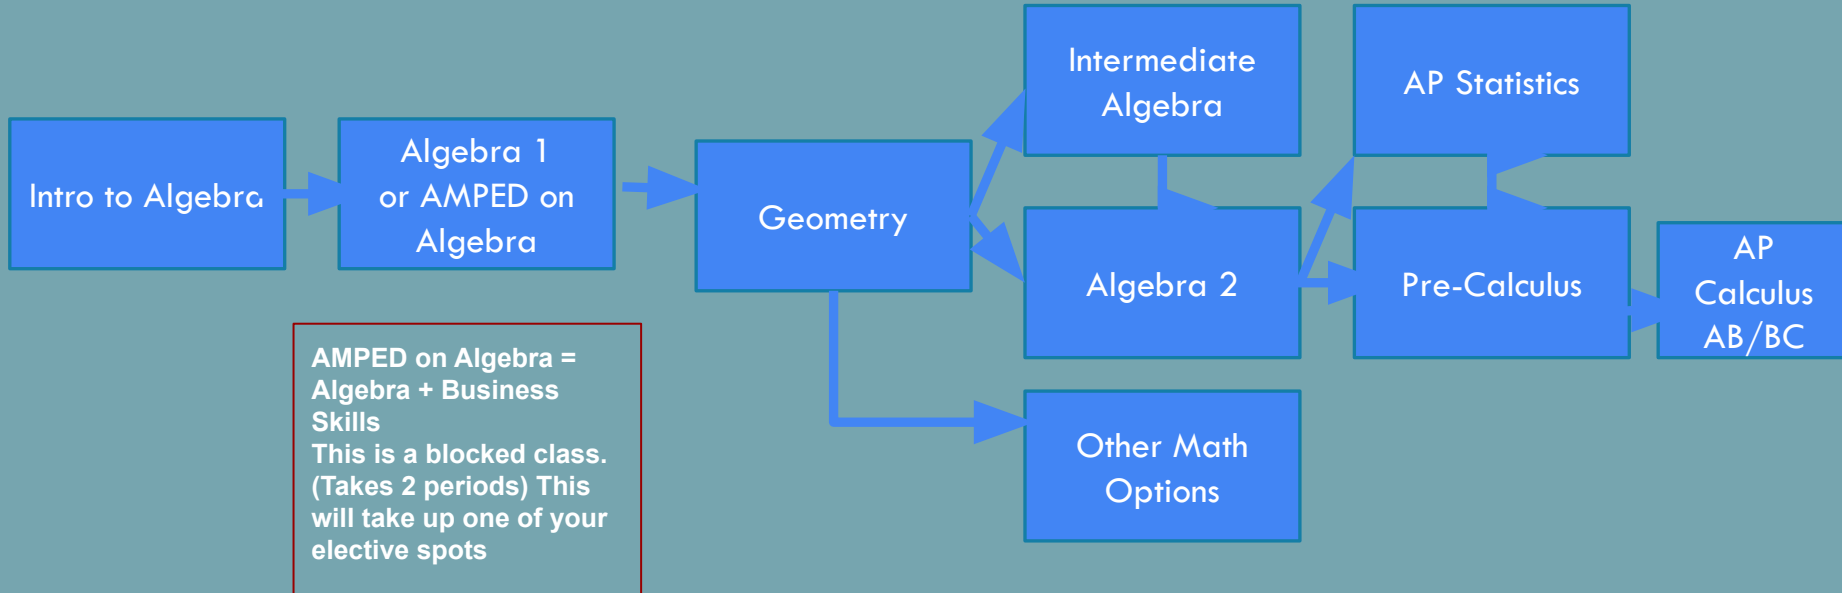 Intro to Algebra
Algebra 1
or AMPED on
Algebra
Geometry
Intermediate
Algebra
AP Statistics
Algebra 2
Pre-Calculus
AP
Calculus
AB/BC
Other Math
Options
AMPED on Algebra =
Algebra + Business
Skills
This is a blocked class.
(Takes 2 periods) This
will take up one of your
elective spots